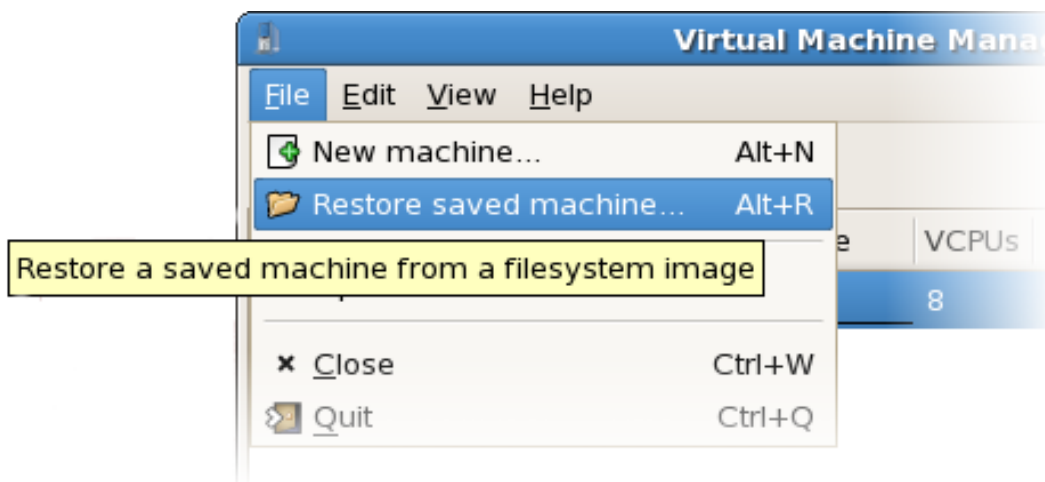 Virtual Machine Mana
File Edit View Help
New machine... Alt+N
Restore saved machine... Alt+R
e VCPUs
Restore a saved machine from a filesystem image
8
Close Ctrl+W
Quit Ctrl+Q